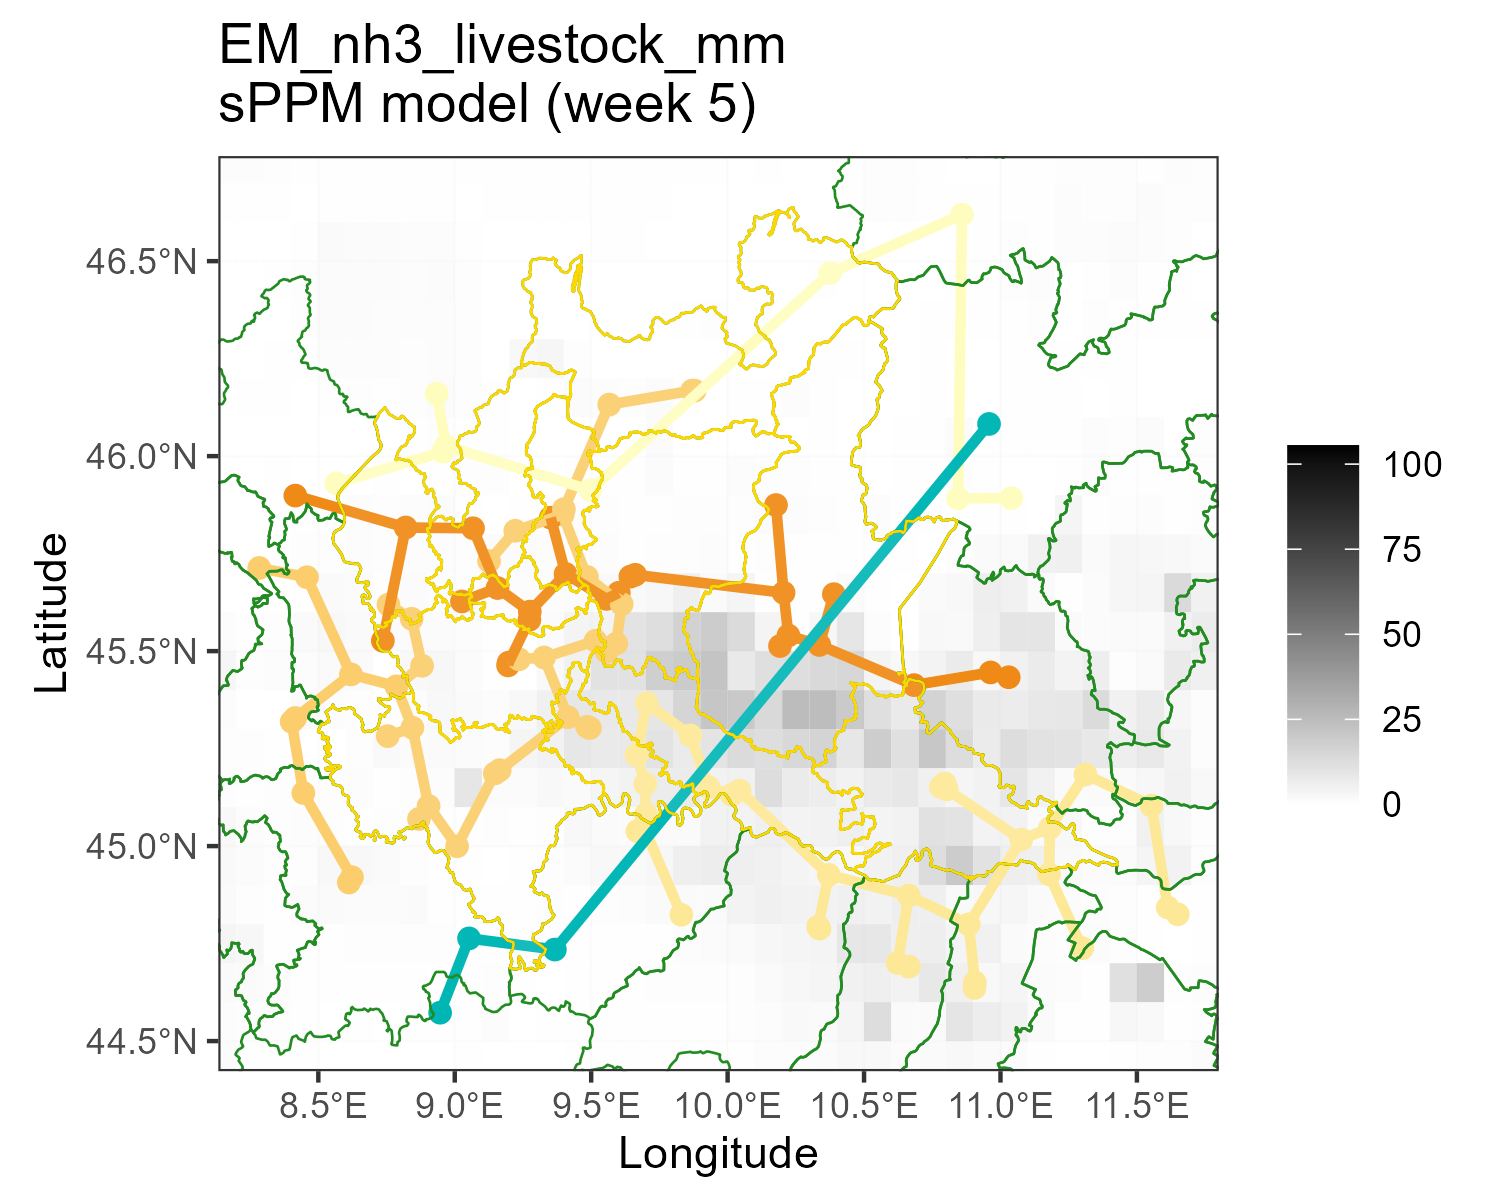 EM_nh3_livestock_mm
sPPM model (week 5)
46.5°N
46.0°N
45.5°N
45.0°N
44.5°N
Latitude
8.5°E 9.0°E 9.5°E 10.0°E 10.5°E 11.0°E 11.5°E
Longitude
100
75
50
25
0